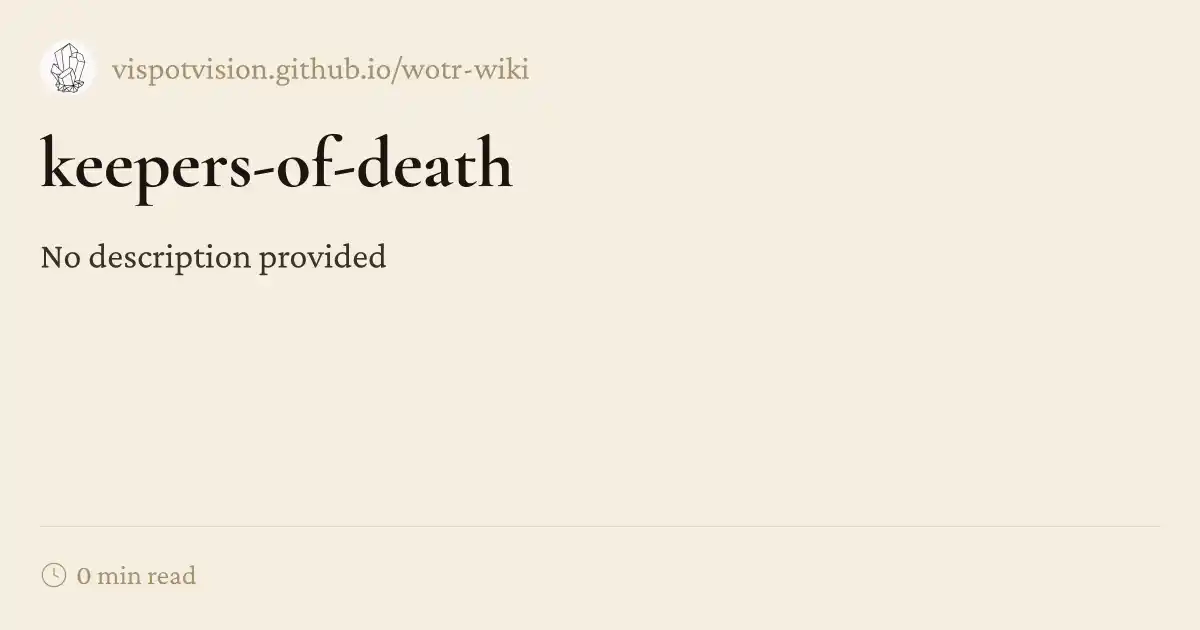 vispotvision.github.io/wotr-wiki
keepers-of-death
No description provided
0 min read